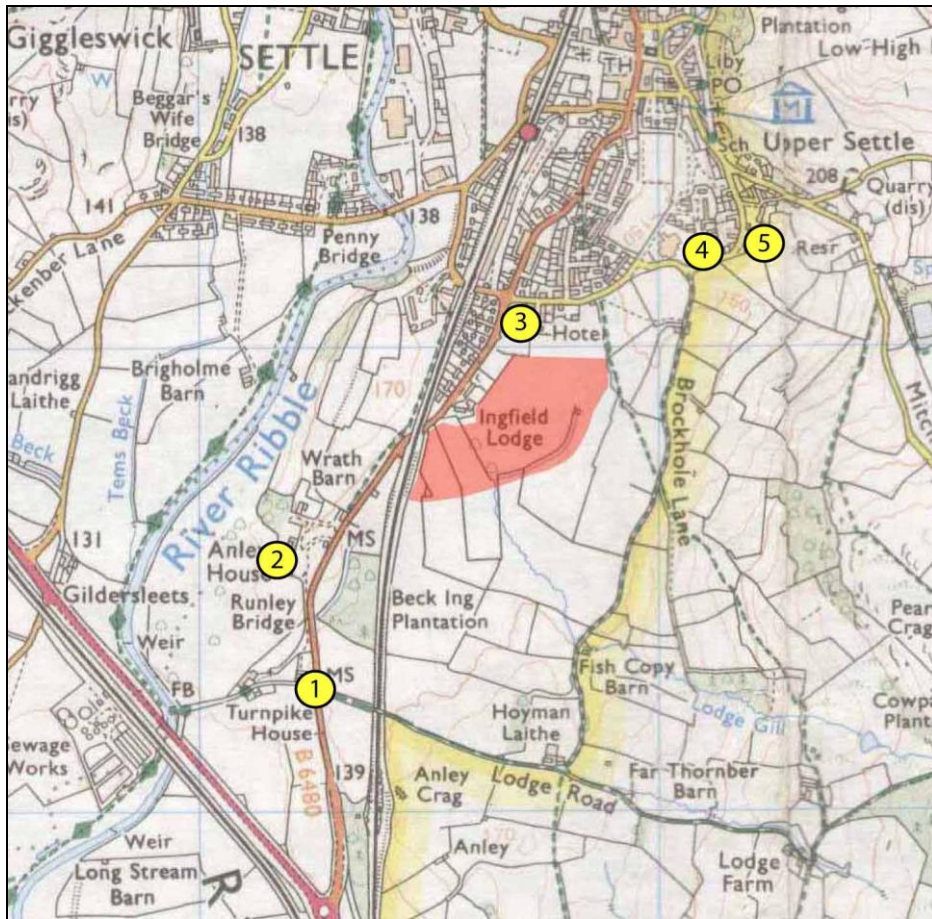 Giggleswick
SETTLE
Plantation
Low High
TH
Liby
PO
Beggar's
Wife
Bridge
138
W
M
Sch
Upper Settle
208
Quarry
(dis)
141
138
Penny
Bridge
kenber Lane
4
5
Resr
150
160
3
Hotel
andrigg
Laithe
Brigholme
Barn
170
Ingfield
Lodge
Brockhole Lane
Beck
Tems Beck
River Ribble
Wrath
Barn
131
2
Anley
House
MS
Gildersleets
Runley
Bridge
Beck Ing
Plantation
Weir
Fish Copy
Barn
1
MS
FB
Turnpike
House
Hoyman
Laithe
Lodge Gill
Sewage
Works
B 6480
139
Anley
Crag
Lodge Road
Far Thornber
Barn
170
Anley
Weir
Long Stream
Barn
R
Lodge
Farm